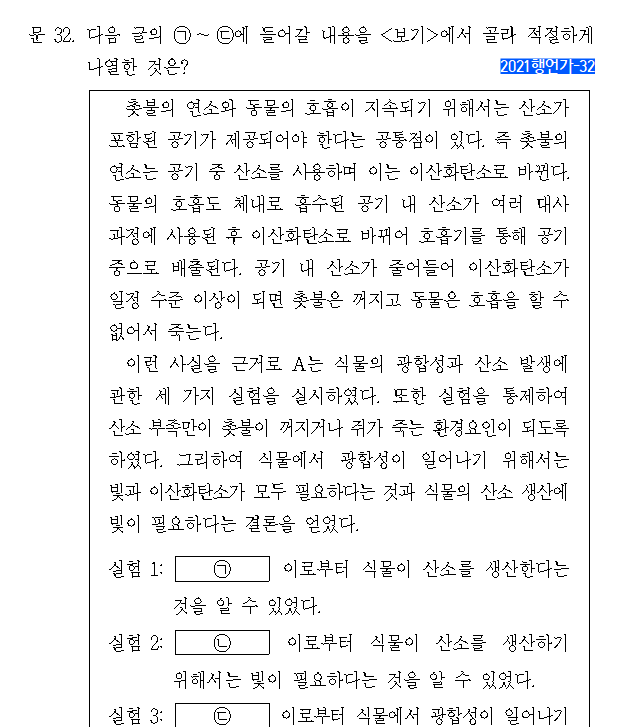 문 32. 다음 글의 ㉠～㉢에 들어갈 내용을 <보기>에서 골라 적절하게
나열한 것은?
2021행언가-32
촛불의 연소와 동물의 호흡이 지속되기 위해서는 산소가
포함된 공기가 제공되어야 한다는 공통점이 있다. 즉 촛불의
연소는 공기 중 산소를 사용하며 이는 이산화탄소로 바뀐다.
동물의 호흡도 체내로 흡수된 공기 내 산소가 여러 대사
과정에 사용된 후 이산화탄소로 바뀌어 호흡기를 통해 공기
중으로 배출된다. 공기 내 산소가 줄어들어 이산화탄소가
일정 수준 이상이 되면 촛불은 꺼지고 동물은 호흡을 할 수
없어서 죽는다.
이런 사실을 근거로 A는 식물의 광합성과 산소 발생에
관한 세 가지 실험을 실시하였다. 또한 실험을 통제하여
산소 부족만이 촛불이 꺼지거나 쥐가 죽는 환경요인이 되도록
하였다. 그리하여 식물에서 광합성이 일어나기 위해서는
빛과 이산화탄소가 모두 필요하다는 것과 식물의 산소 생산에
빛이 필요하다는 결론을 얻었다.
실험 1: ㉠ 이로부터 식물이 산소를 생산한다는
것을 알 수 있었다.
실험 2: ㉡ 이로부터 식물이 산소를 생산하기
위해서는 빛이 필요하다는 것을 알 수 있었다.
실험 3: ㉢ 이로부터 식물에서 광합성이 일어나기